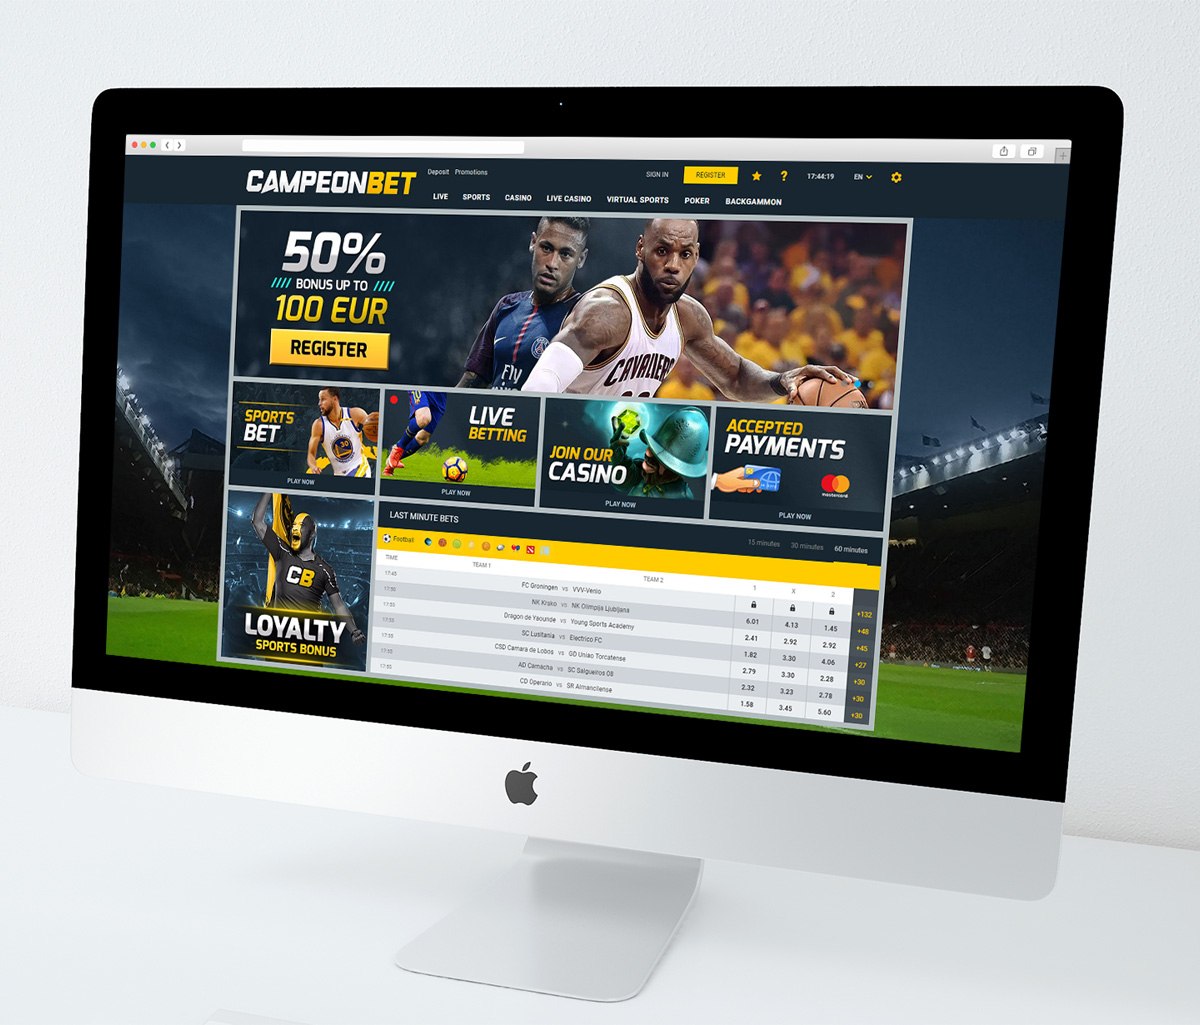 CAMPEONBET
Deposit Promotions
SIGN IN REGISTER ? 17:44:19 EN
LIVE SPORTS CASINO LIVE CASINO VIRTUAL SPORTS POKER BACKGAMMON
50%
BONUS UP TO
100 EUR
REGISTER
Fly
CAVALIERS
SPORTS
BET
30
PLAY NOW
10
LIVE
BETTING
PLAY NOW
JOIN OUR
CASINO
PLAY NOW
ACCEPTED
PAYMENTS
mastercard
PLAY NOW
CB
LOYALTY
SPORTS BONUS
LAST MINUTE BETS 15 minutes 30 minutes 60 minutes
Football
TIME TEAM 1 TEAM 2 1 X 2
17:45 FC Groningen vs VVV-Venlo +132
17:50 NK Krsko vs NK Olimpija Ljubljana 6.01 4.13 1.45 +48
17:55 Dragon de Yaounde vs Young Sports Academy 2.41 2.92 2.92 +45
17:55 SC Lusitania vs Electrico FC 1.82 3.30 4.06 +27
17:55 CSD Camara de Lobos vs GD Uniao Torcatense 2.79 3.30 2.28 +30
17:55 AD Camacha vs SC Salgueiros 08 2.32 3.23 2.78 +30
17:55 CD Operario vs SR Almancilense 1.58 3.45 5.60 +30